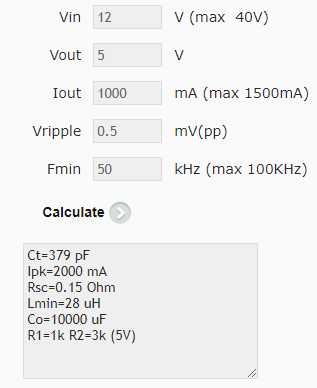 Vin 12 V (max 40V)
Vout 5 V
Iout 1000 mA (max 1500mA)
Vripple 0.5 mV(pp)
Fmin 50 kHz (max 100KHz)
Calculate
Ct=379 pF
Ipk=2000 mA
Rsc=0.15 Ohm
Lmin=28 uH
Co=10000 uF
R1=1k R2=3k (5V)